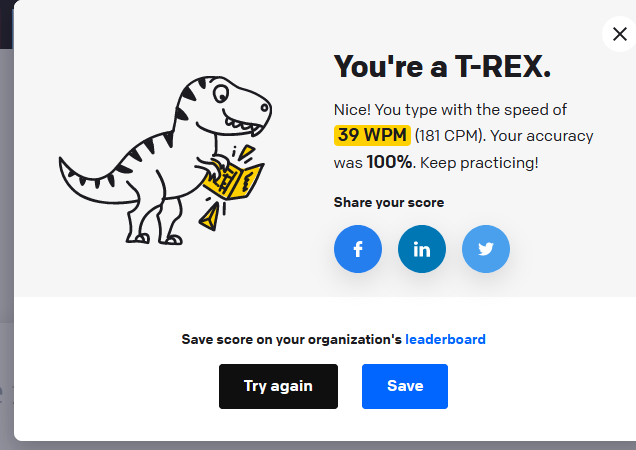 You're a T-REX.
Nice! You type with the speed of
39 WPM (181 CPM). Your accuracy
was 100%. Keep practicing!
Share your score
f
in
Save score on your organization's leaderboard
Try again
Save